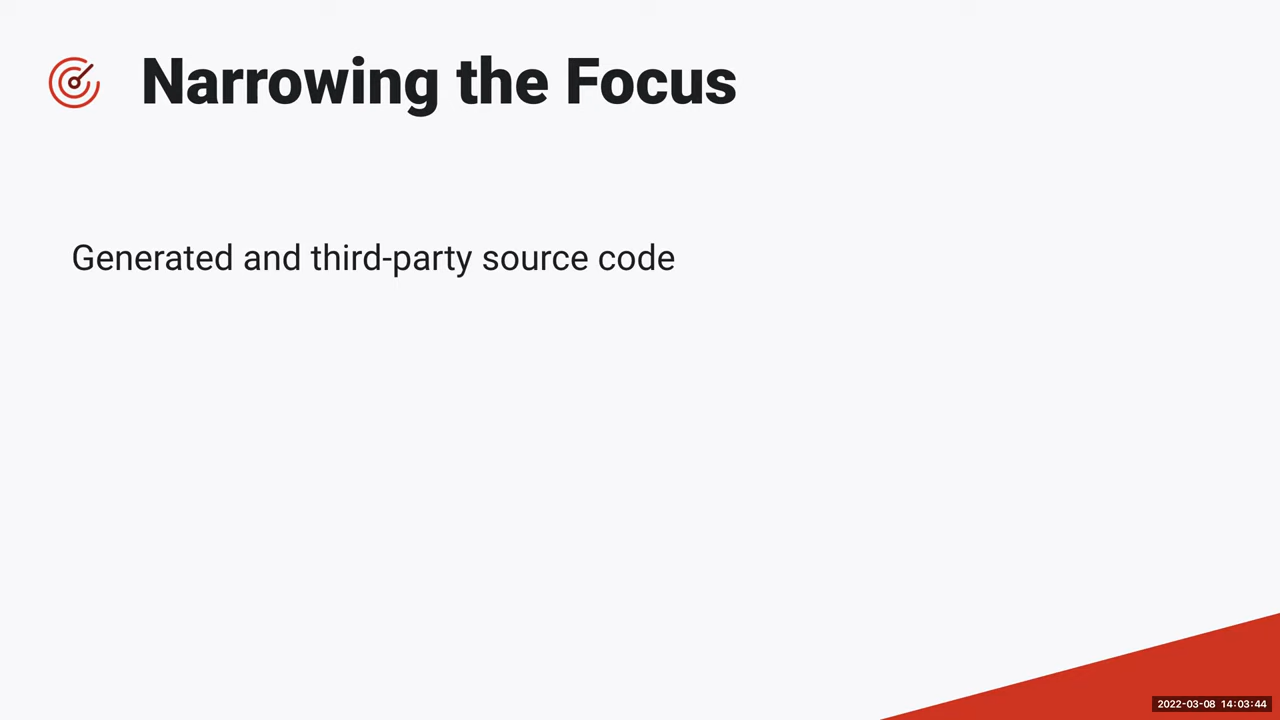 Narrowing the Focus
Generated and third-party source code
2022-03-08 14:03:44